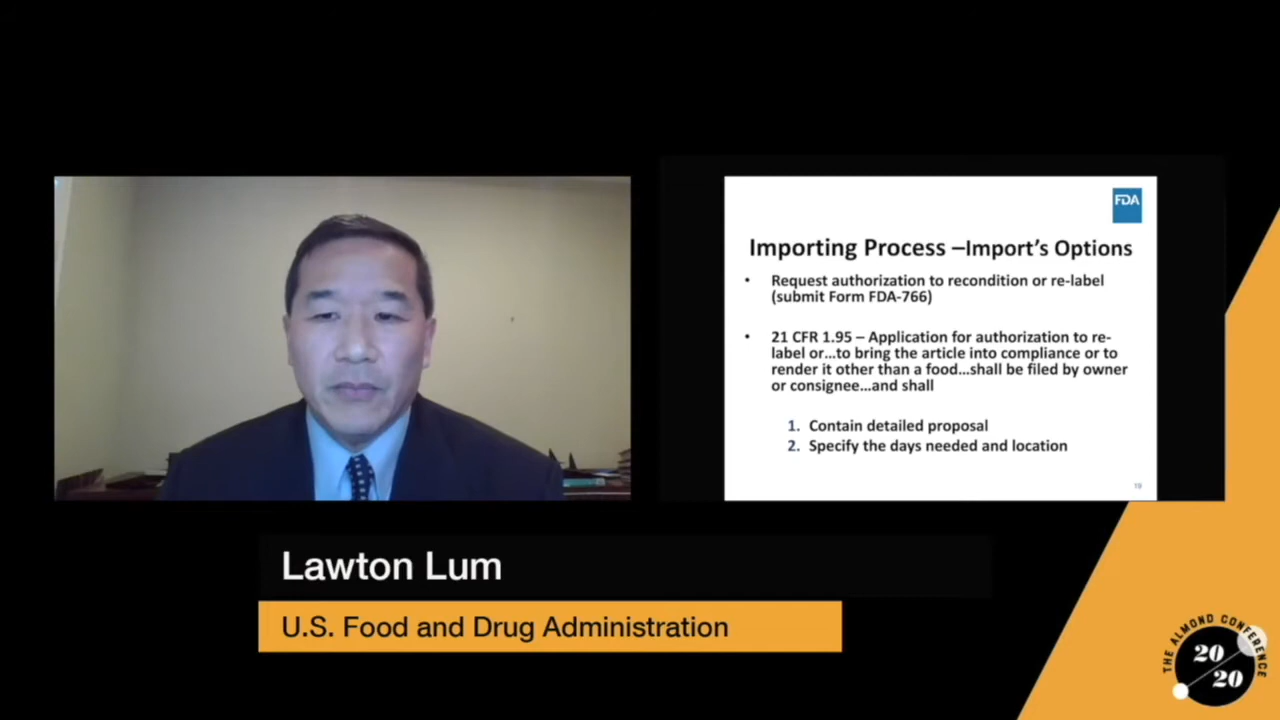 FDA
Importing Process –Import's Options
• Request authorization to recondition or re-label
(submit Form FDA-766)
• 21 CFR 1.95 – Application for authorization to re-
label or…to bring the article into compliance or to
render it other than a food…shall be filed by owner
or consignee…and shall
1. Contain detailed proposal
2. Specify the days needed and location
19
Lawton Lum
U.S. Food and Drug Administration
THE ALMOND CONFERENCE
20
20